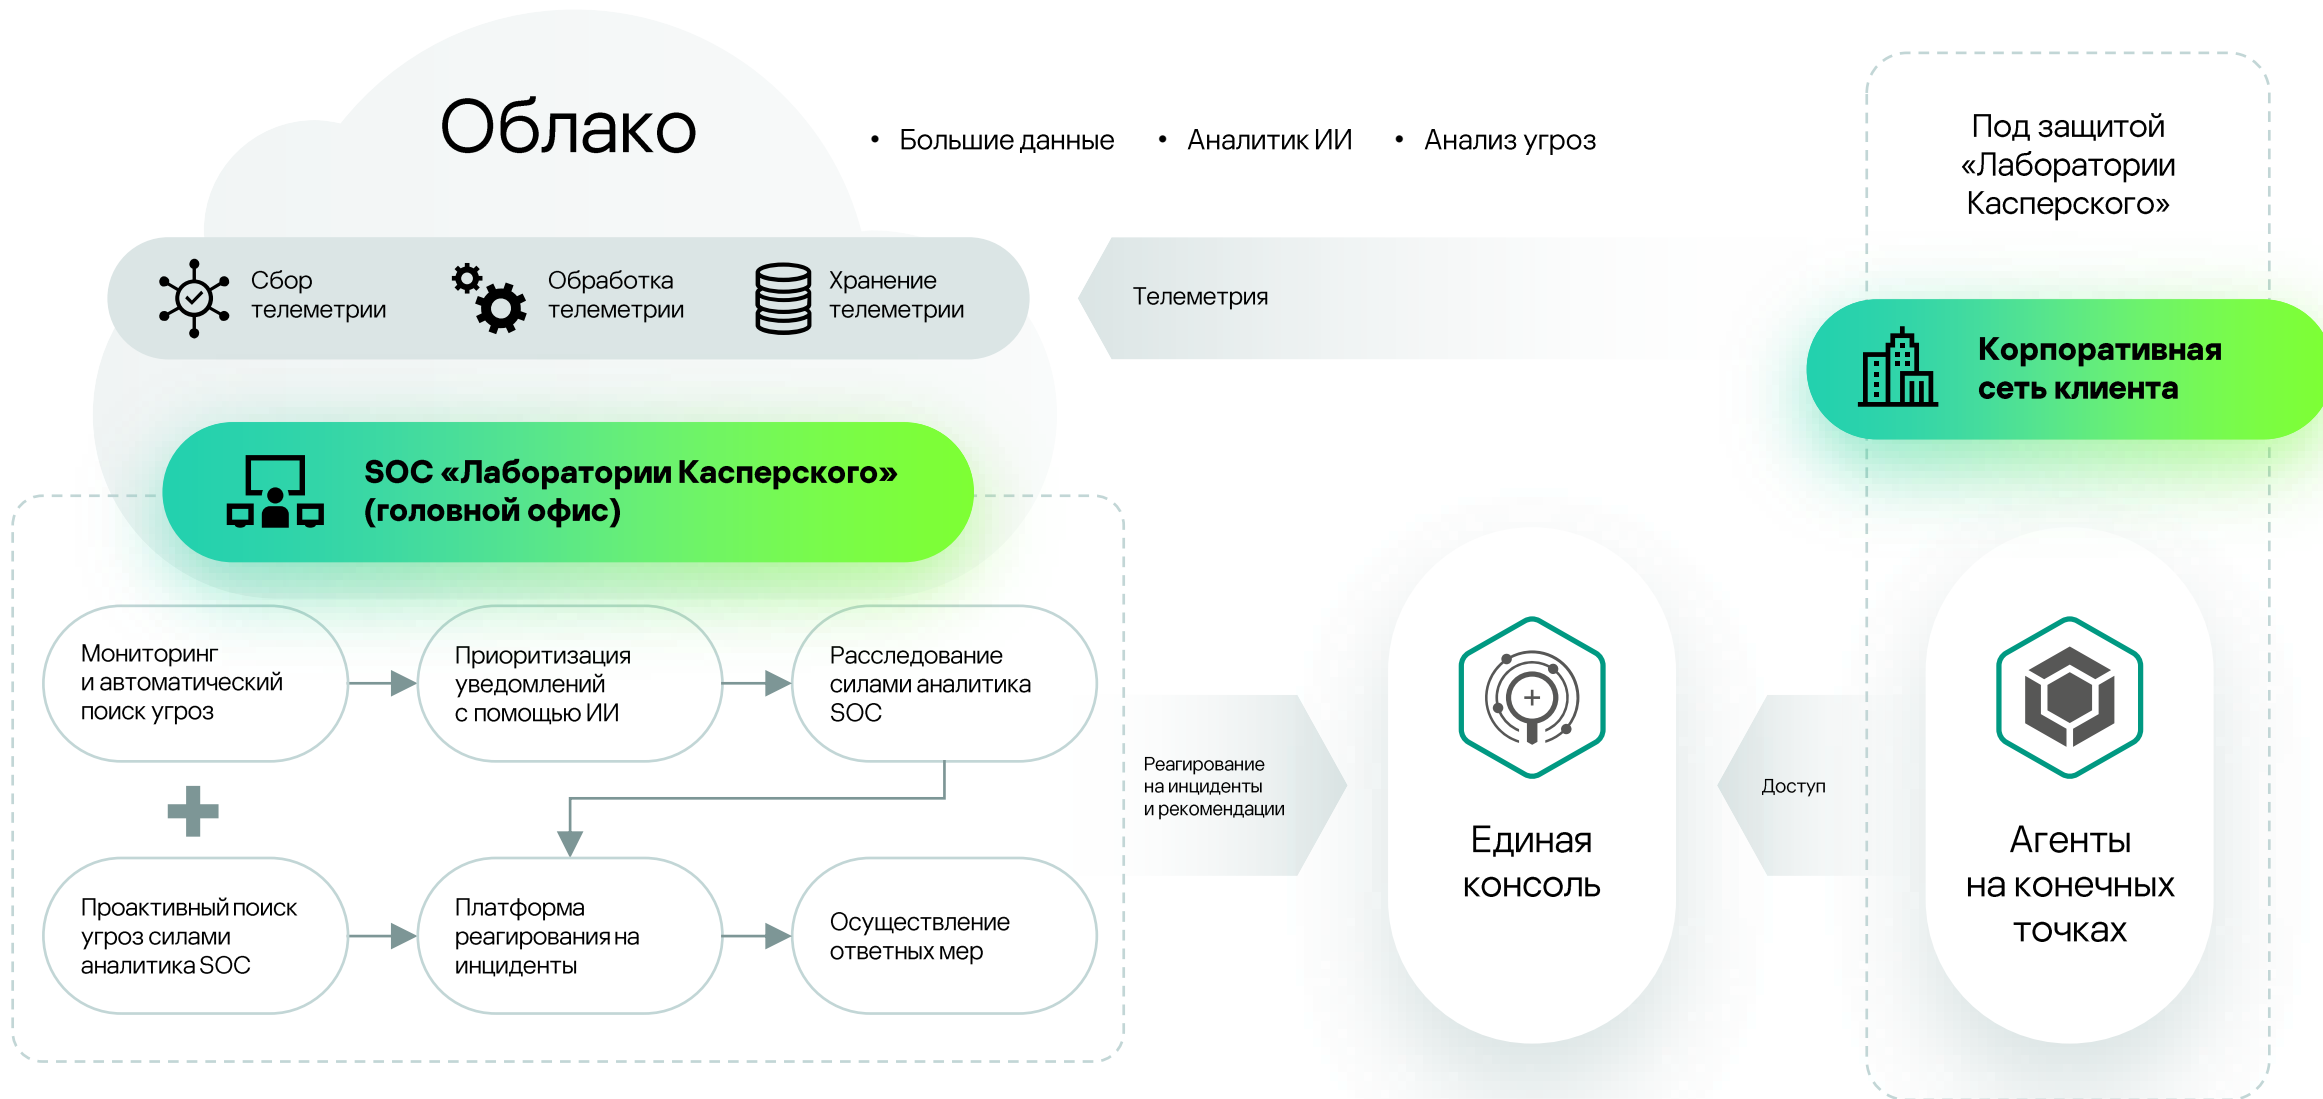 Облако
• Большие данные • Аналитик ИИ • Анализ угроз
Под защитой
«Лаборатории
Касперского»
Сбор
телеметрии
Обработка
телеметрии
Хранение
телеметрии
Телеметрия
Корпоративная
сеть клиента
SOC «Лаборатории Касперского»
(головной офис)
Мониторинг
и автоматический
поиск угроз
Приоритизация
уведомлений
с помощью ИИ
Расследование
силами аналитика
SOC
Проактивный поиск
угроз силами
аналитика SOC
Платформа
реагирования на
инциденты
Осуществление
ответных мер
Реагирование
на инциденты
и рекомендации
Единая
консоль
Доступ
Агенты
на конечных
точках